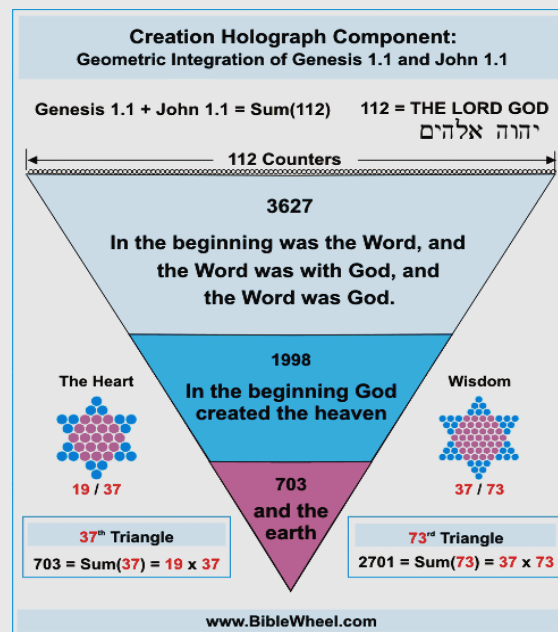 Creation Holograph Component:
Geometric Integration of Genesis 1.1 and John 1.1
Genesis 1.1 + John 1.1 = Sum(112)
112 = THE LORD GOD
יהוה אלהים
112 Counters
3627
In the beginning was the Word, and
the Word was with God, and
the Word was God.
1998
In the beginning God
created the heaven
703
and the
earth
The Heart
19 / 37
Wisdom
37 / 73
37th Triangle
703 = Sum(37) = 19 x 37
73rd Triangle
2701 = Sum(73) = 37 x 73
www.BibleWheel.com